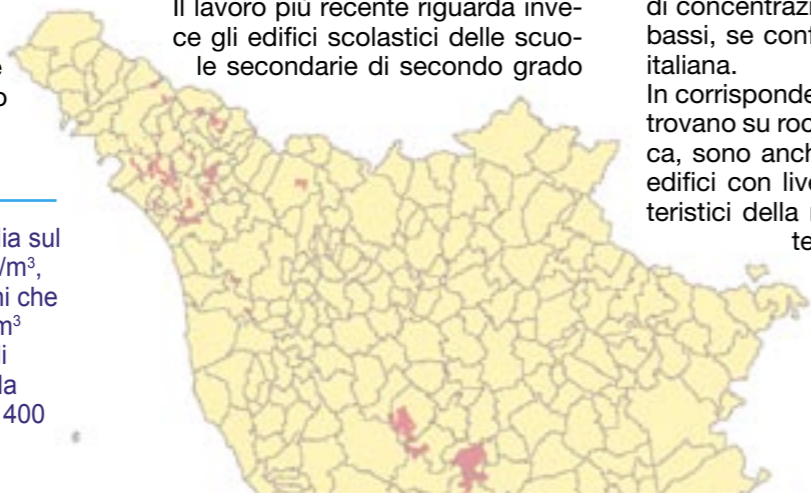 Il lavoro più recente riguarda inve-
ce gli edifici scolastici delle scuo-
le secondarie di secondo grado
e
o
ia sul
/m³,
ni che
m³
li
la
400
di concentrazi
bassi, se conf
italiana.
In corrisponde
trovano su roc
ca, sono anch
edifici con live
teristici della
te